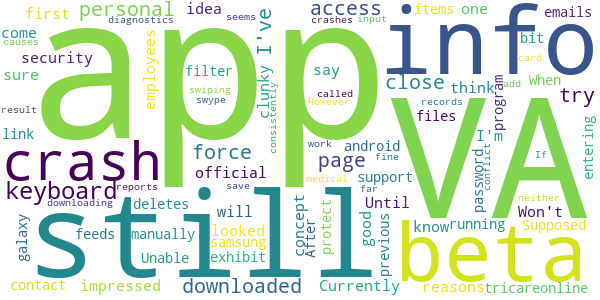 first personal idea access items emails
diagnostics seems crashes input one
come security filter clunky I've say info
sure employees swiping swype However called bit card
causes app consistently close think program When add try
result official files
link force VA records I'm entering
crash work android fine password conflict If
keyboard reports page support
downloading save medical far Until neither
still deletes will concept After protect good previous know running Won't
galaxy feeds manually looked samsung Supposed
Unable exhibit beta
contact impressed downloaded Currently reasons tricareonline